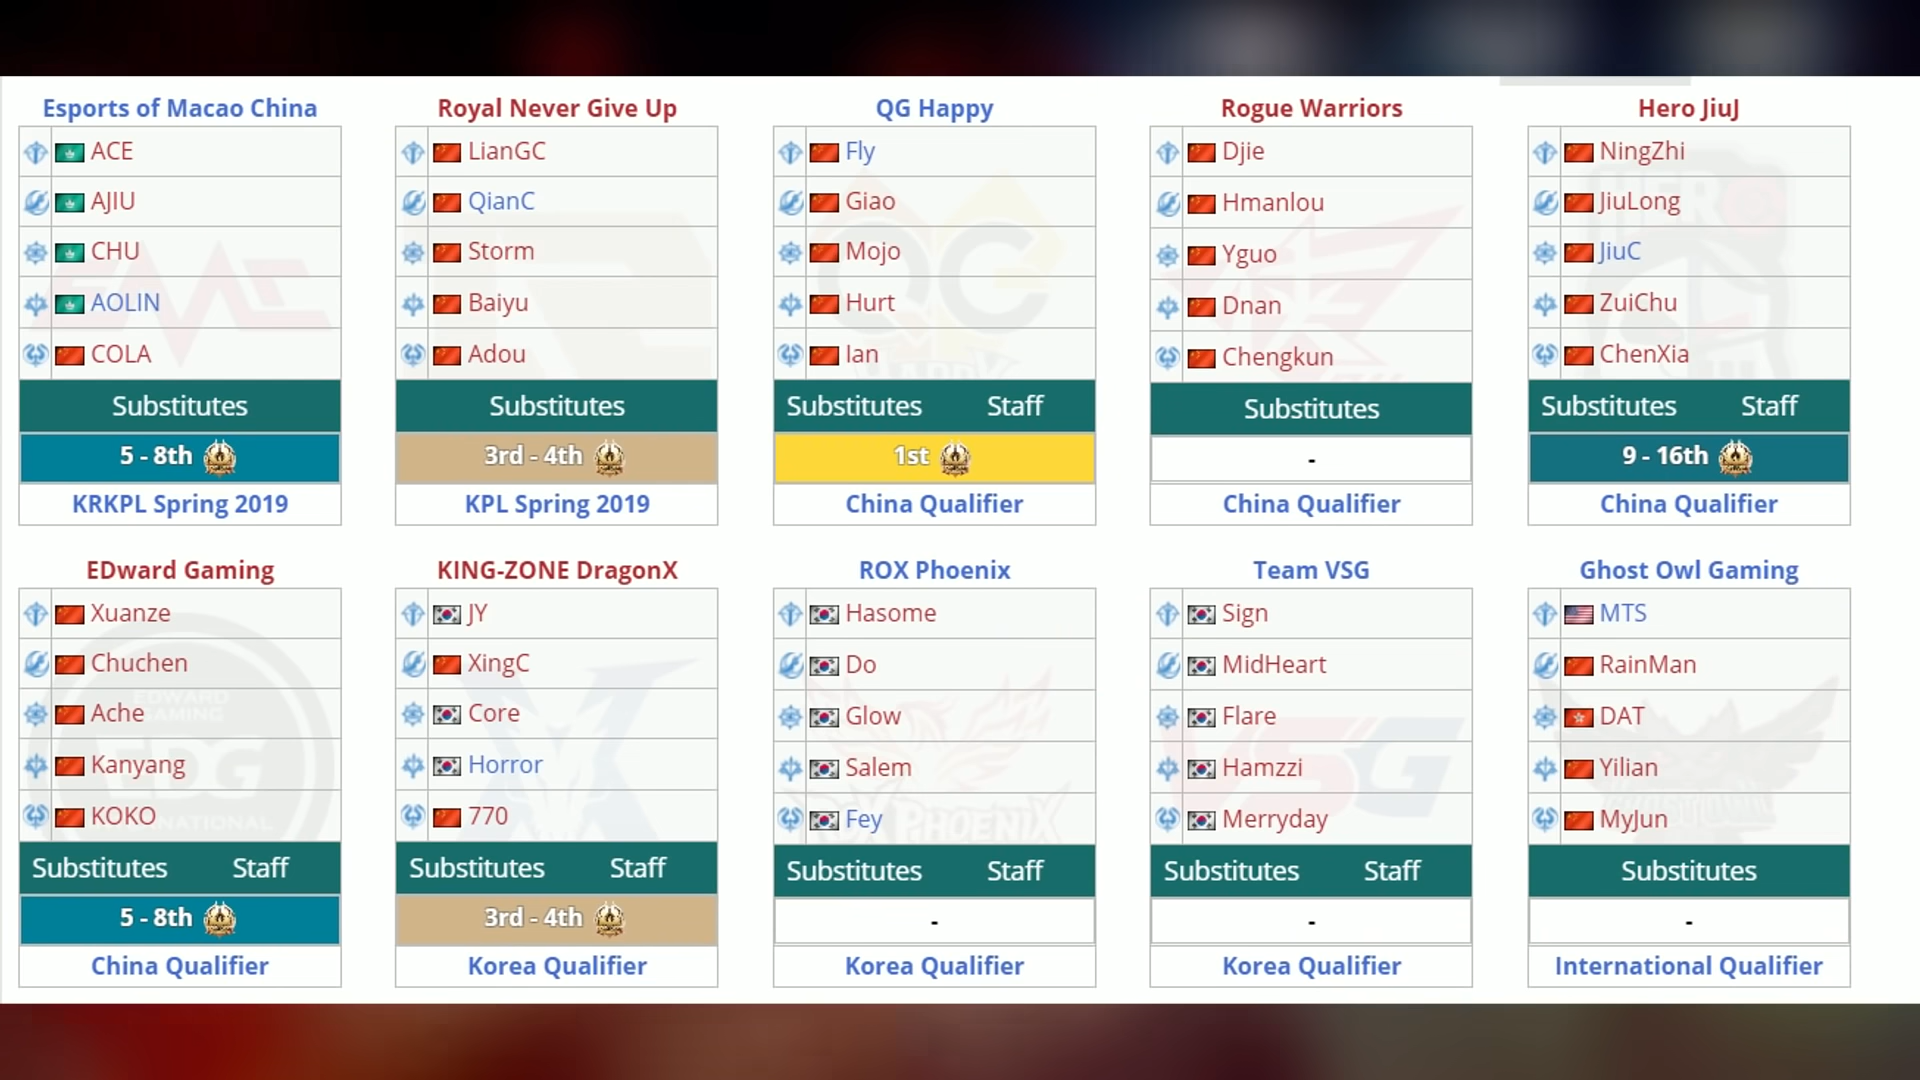 Esports of Macao China
ACE
AJIU
CHU
AOLIN
COLA
Substitutes
5 - 8th
KRKPL Spring 2019
Royal Never Give Up
LianGC
QianC
Storm
Baiyu
Adou
Substitutes
3rd - 4th
KPL Spring 2019
QG Happy
Fly
Giao
Mojo
Hurt
Ian
Substitutes Staff
1st
China Qualifier
Rogue Warriors
Djie
Hmanlou
Yguo
Dnan
Chengkun
Substitutes
-
China Qualifier
Hero JiuJ
NingZhi
JiuLong
JiuC
ZuiChu
ChenXia
Substitutes Staff
9 - 16th
China Qualifier
EDward Gaming
Xuanze
Chuchen
Ache
Kanyang
KOKO
Substitutes Staff
5 - 8th
China Qualifier
KING-ZONE DragonX
JY
XingC
Core
Horror
770
Substitutes Staff
3rd - 4th
Korea Qualifier
ROX Phoenix
Hasome
Do
Glow
Salem
Fey
Substitutes Staff
-
Korea Qualifier
Team VSG
Sign
MidHeart
Flare
Hamzzi
Merryday
Substitutes Staff
-
Korea Qualifier
Ghost Owl Gaming
MTS
RainMan
DAT
Yilian
MyJun
Substitutes
-
International Qualifier